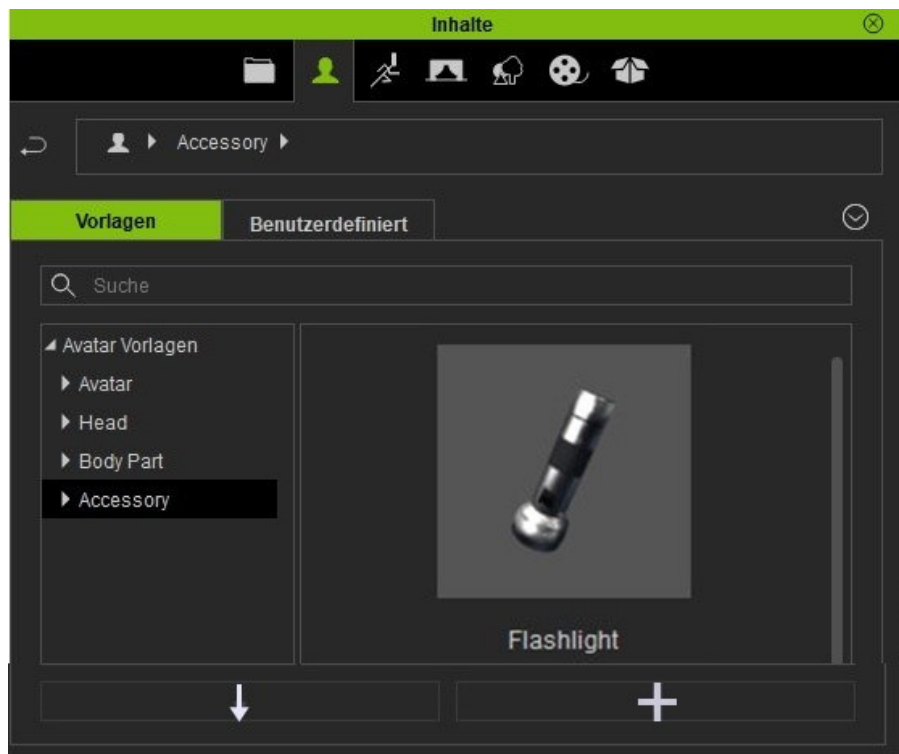 Inhalte
Accessory
Vorlagen
Benutzerdefiniert
Suche
Avatar Vorlagen
Avatar
Head
Body Part
Accessory
Flashlight